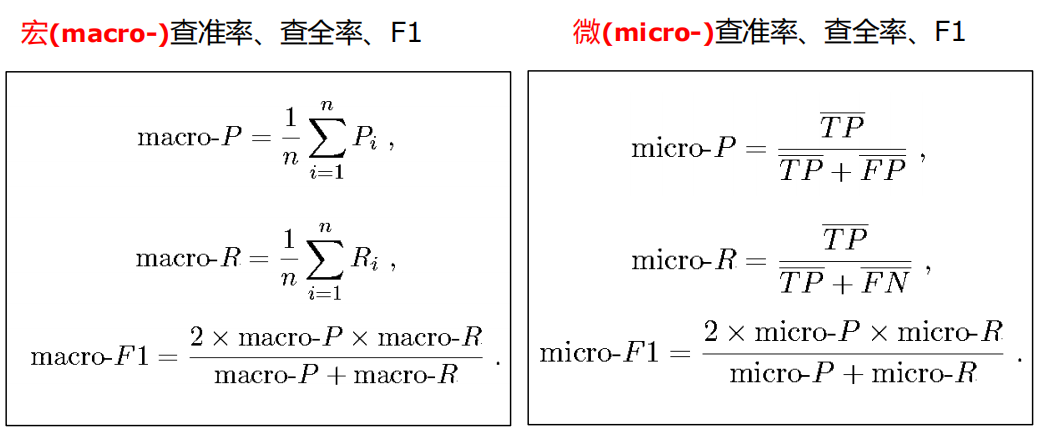 宏(macro-)查准率、查全率、F1
$\text{macro-}P = \frac{1}{n} \sum_{i=1}^{n} P_i \ ,$
$\text{macro-}R = \frac{1}{n} \sum_{i=1}^{n} R_i \ ,$
$\text{macro-}F1 = \frac{2 \times \text{macro-}P \times \text{macro-}R}{\text{macro-}P + \text{macro-}R} \ .$
微(micro-)查准率、查全率、F1
$\text{micro-}P = \frac{\overline{TP}}{\overline{TP} + \overline{FP}} \ ,$
$\text{micro-}R = \frac{\overline{TP}}{\overline{TP} + \overline{FN}} \ ,$
$\text{micro-}F1 = \frac{2 \times \text{micro-}P \times \text{micro-}R}{\text{micro-}P + \text{micro-}R} \ .$